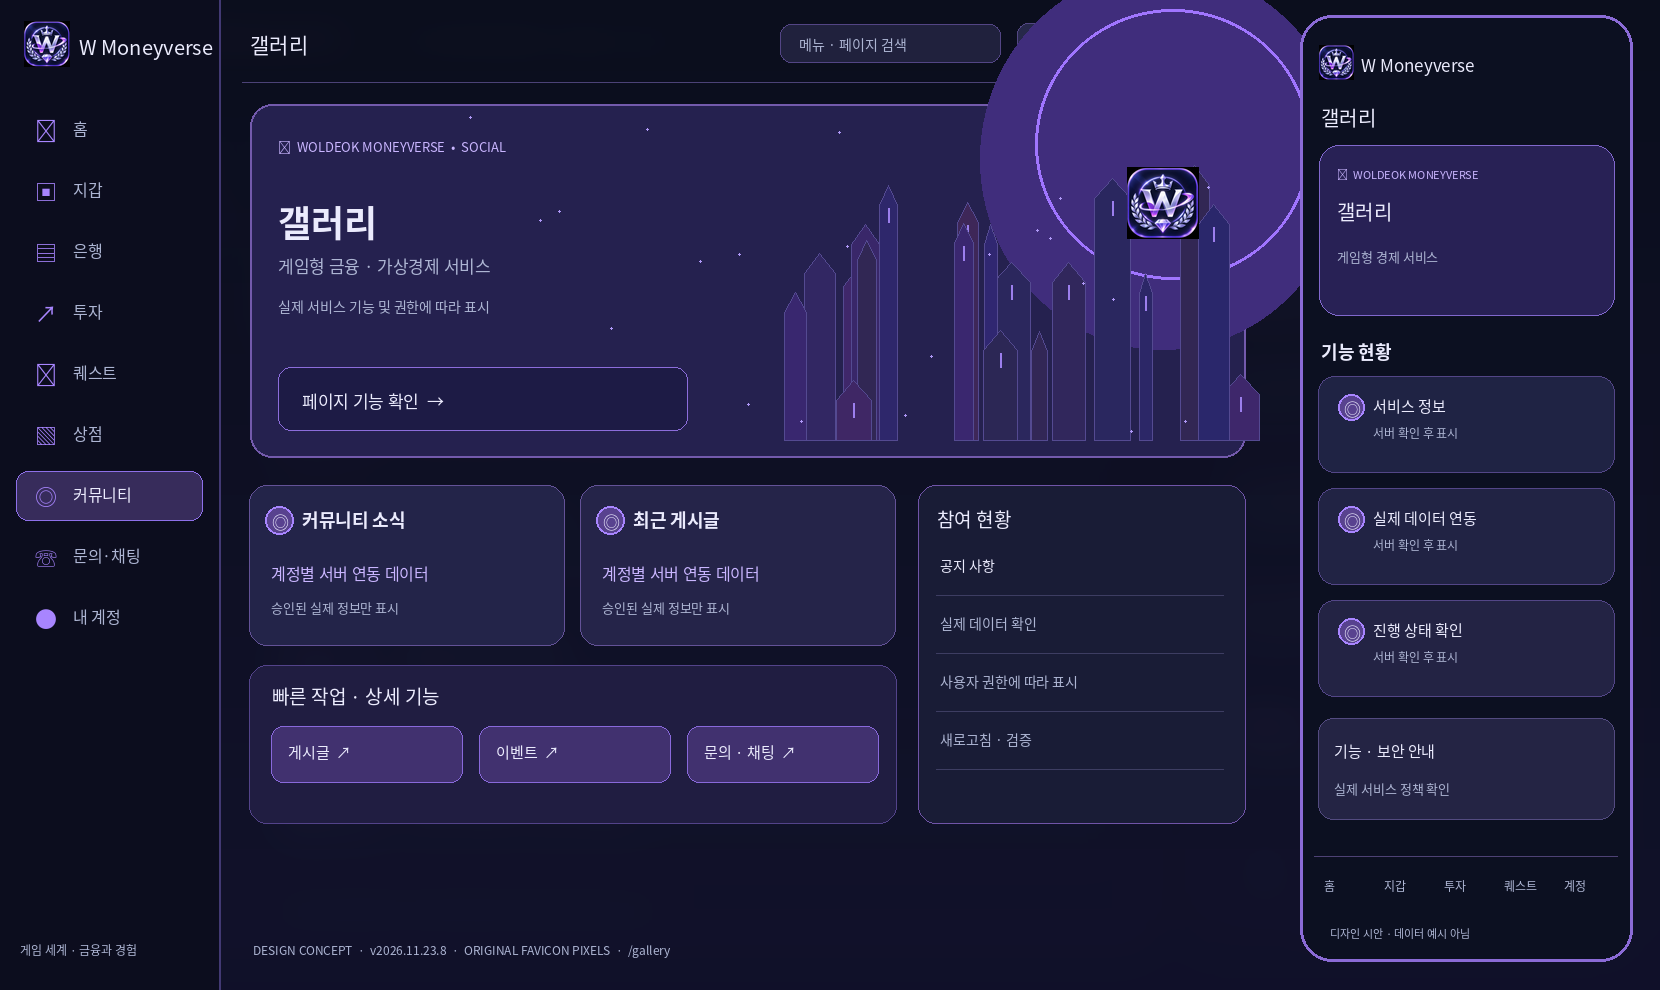 W Moneyverse
홈
지갑
은행
투자
퀘스트
상점
커뮤니티
문의·채팅
내 계정
게임 세계 · 금융과 경험
갤러리
메뉴 · 페이지 검색
WOLDEOK MONEYVERSE • SOCIAL
갤러리
게임형 금융 · 가상경제 서비스
실제 서비스 기능 및 권한에 따라 표시
페이지 기능 확인 →
커뮤니티 소식
계정별 서버 연동 데이터
승인된 실제 정보만 표시
최근 게시글
계정별 서버 연동 데이터
승인된 실제 정보만 표시
참여 현황
공지 사항
실제 데이터 확인
사용자 권한에 따라 표시
새로고침 · 검증
빠른 작업 · 상세 기능
게시글 ↗
이벤트 ↗
문의 · 채팅 ↗
DESIGN CONCEPT · v2026.11.23.8 · ORIGINAL FAVICON PIXELS · /gallery
W Moneyverse
갤러리
WOLDEOK MONEYVERSE
갤러리
게임형 경제 서비스
기능 현황
서비스 정보
서버 확인 후 표시
실제 데이터 연동
서버 확인 후 표시
진행 상태 확인
서버 확인 후 표시
기능 · 보안 안내
실제 서비스 정책 확인
홈 지갑 투자 퀘스트 계정
디자인 시안 · 데이터 예시 아님